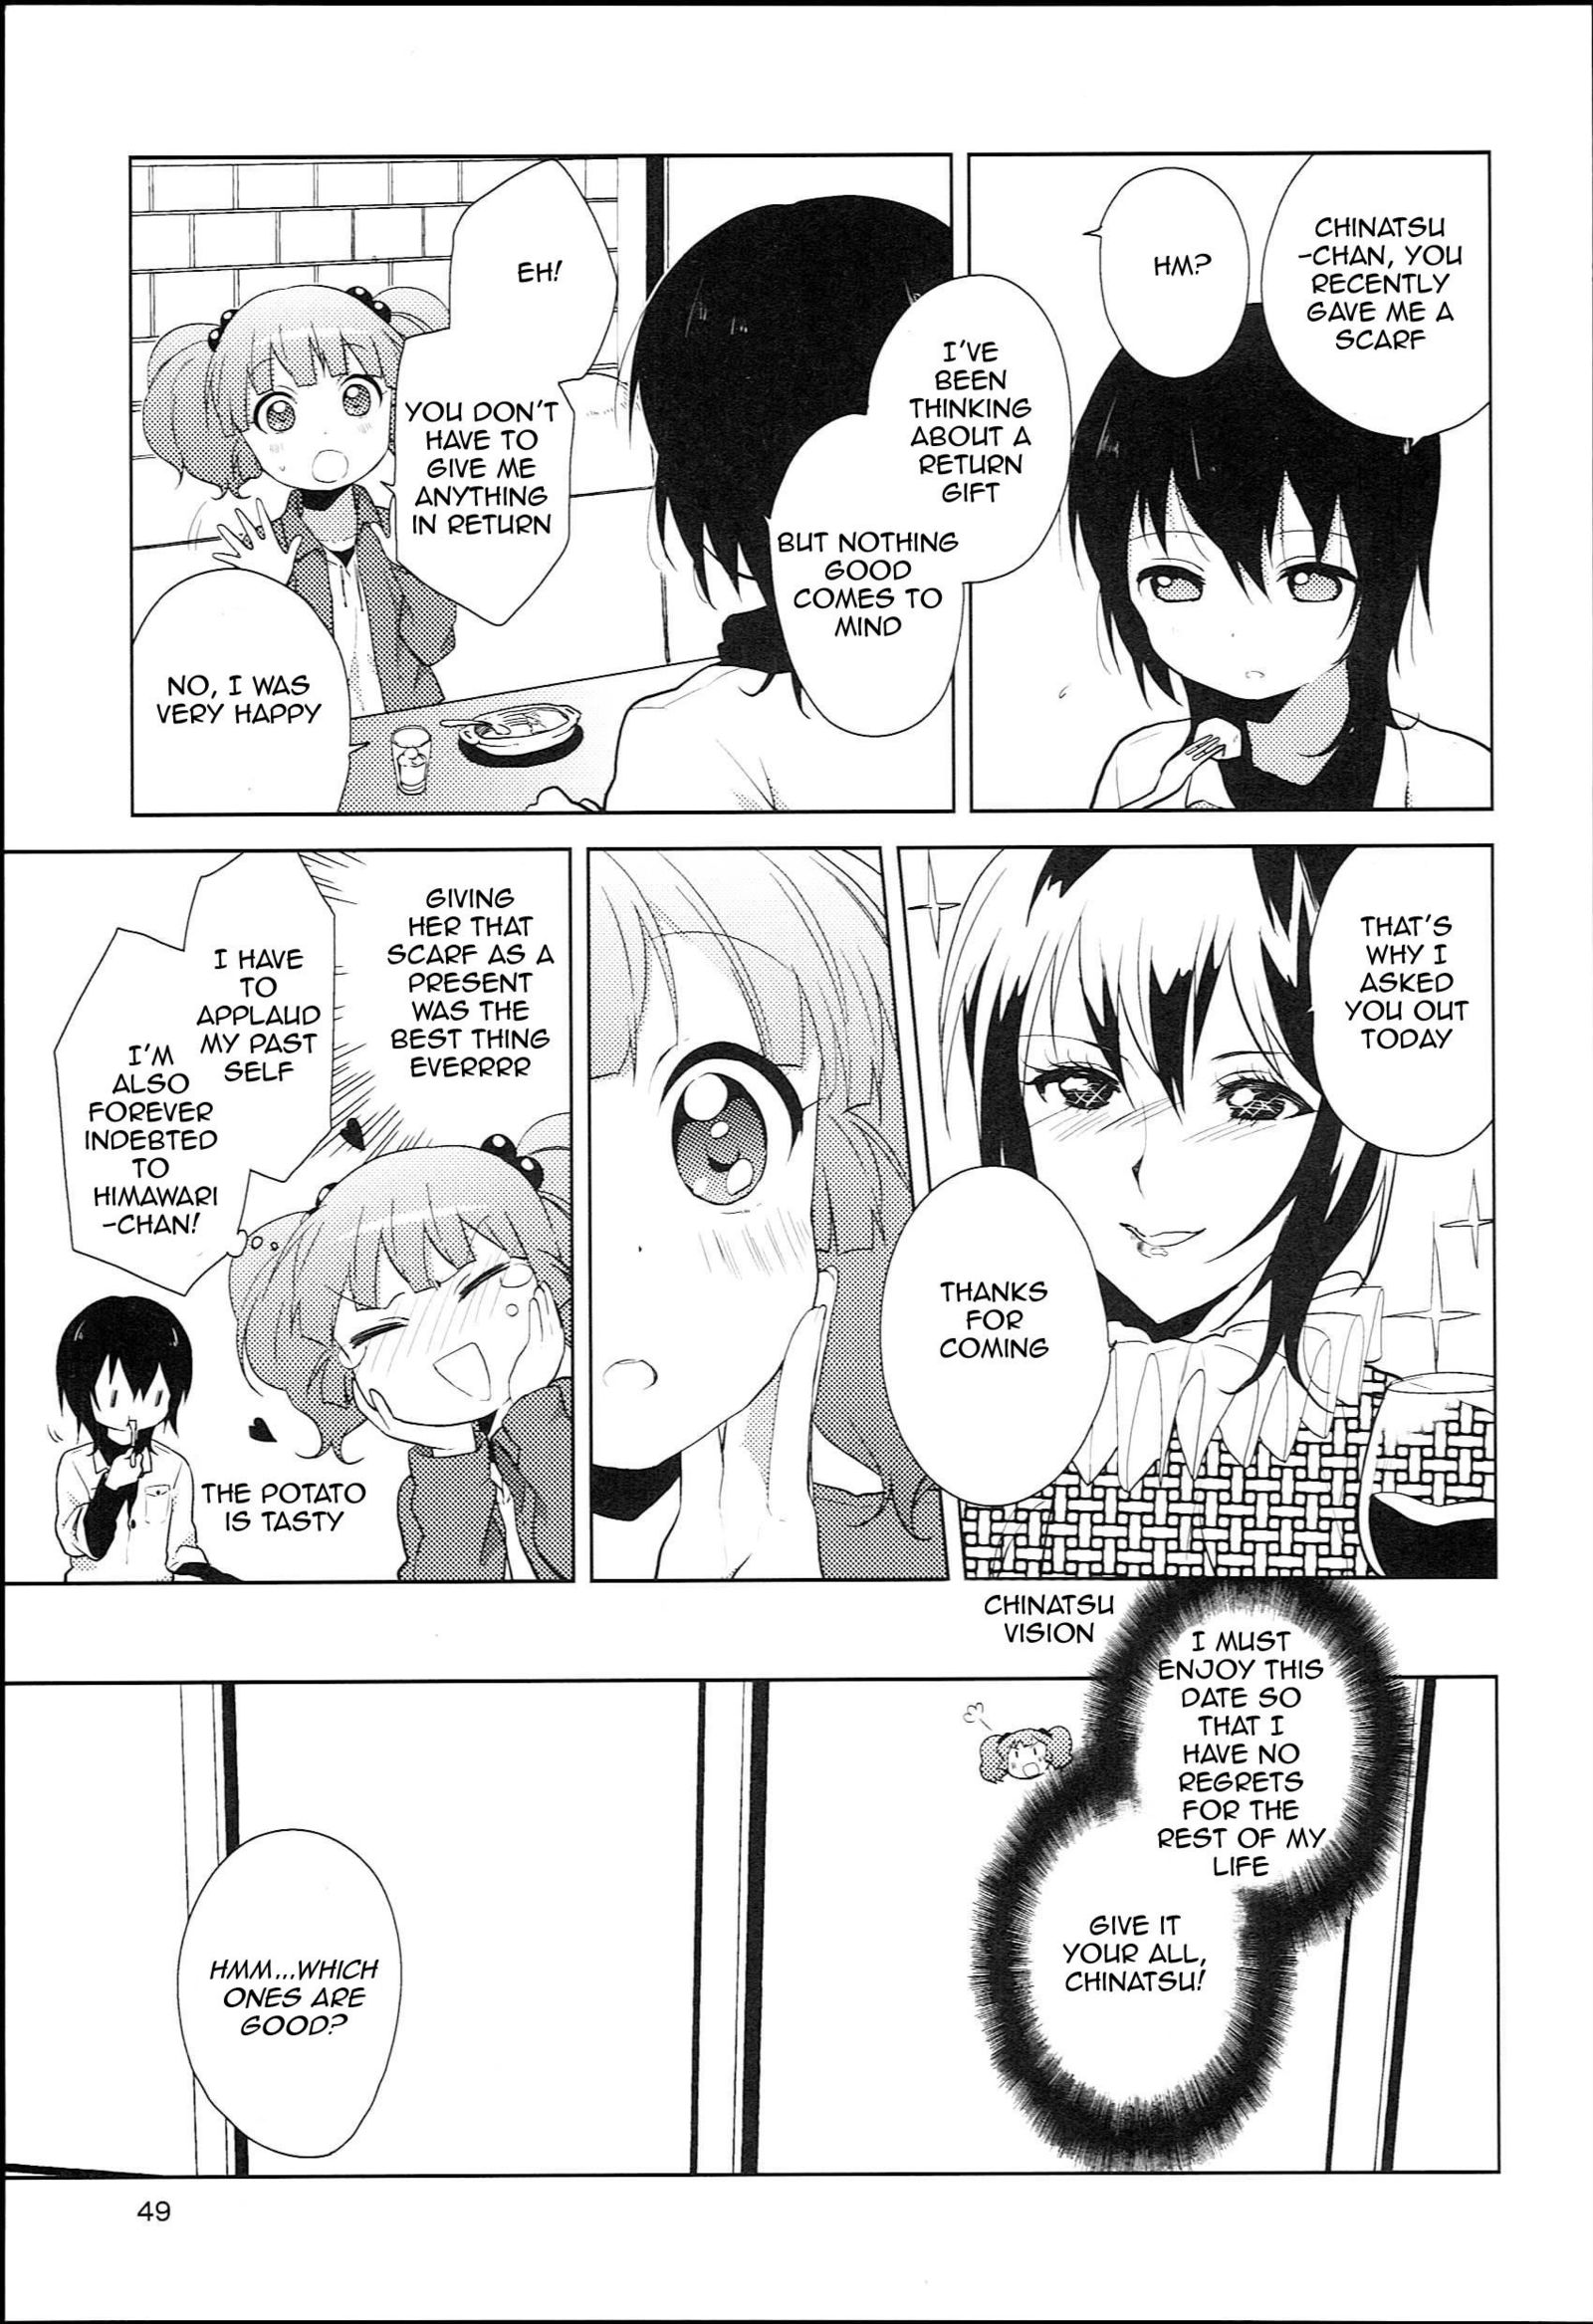 CHINATSU
-CHAN, YOU
RECENTLY
GAVE ME A
SCARF
HM?
I'VE
BEEN
THINKING
ABOUT A
RETURN
GIFT
BUT NOTHING
GOOD
COMES TO
MIND
EH!
YOU DON'T
HAVE TO
GIVE ME
ANYTHING
IN RETURN
NO, I WAS
VERY HAPPY
THAT'S
WHY I
ASKED
YOU OUT
TODAY
THANKS
FOR
COMING
CHINATSU
VISION
GIVING
HER THAT
SCARF AS A
PRESENT
WAS THE
BEST THING
EVERRRR
I HAVE
TO
APPLAUD
MY PAST
SELF
I'M
ALSO
FOREVER
INDEBTED
TO
HIMAWARI
-CHAN!
THE POTATO
IS TASTY
I MUST
ENJOY THIS
DATE SO
THAT I
HAVE NO
REGRETS
FOR THE
REST OF MY
LIFE
GIVE IT
YOUR ALL,
CHINATSU!
HMM...WHICH
ONES ARE
GOOD?
49